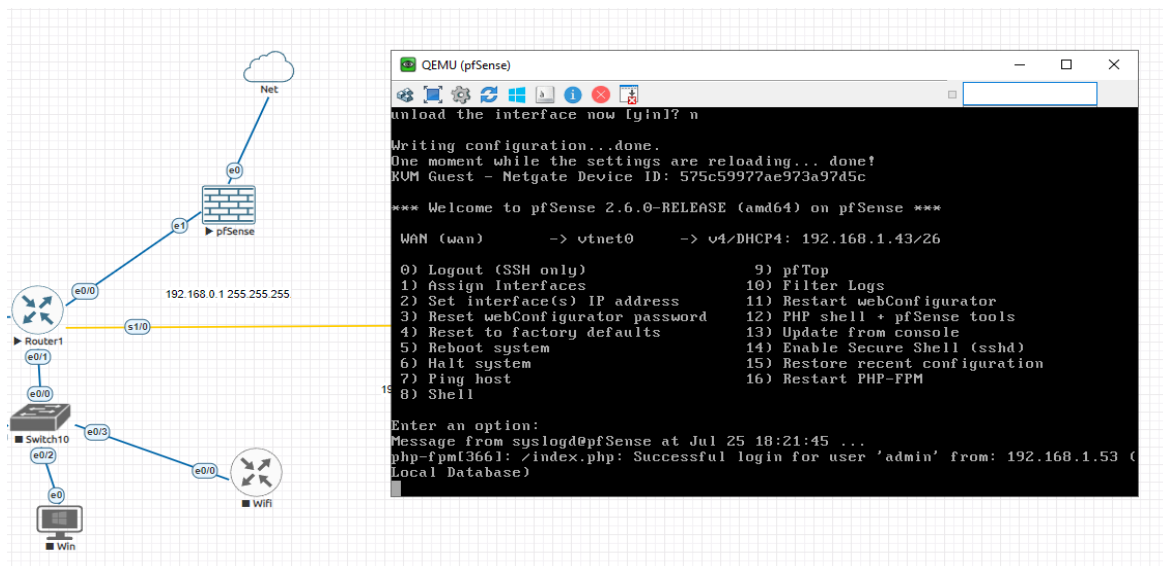 Net
e0
pfSense
e1
e0/0
192.168.0.1 255.255.255
s1/0
Router1
e0/1
e0/0
Switch10
e0/3
e0/2
e0/0
Wifi
e0
Win
19
QEMU (pfSense)
unload the interface now [y|n]? n
Writing configuration...done.
One moment while the settings are reloading... done!
KVM Guest - Netgate Device ID: 575c59977ae973a97d5c
*** Welcome to pfSense 2.6.0-RELEASE (amd64) on pfSense ***
WAN (wan) -> vtnet0 -> v4/DHCP4: 192.168.1.43/26
0) Logout (SSH only) 9) pfTop
1) Assign Interfaces 10) Filter Logs
2) Set interface(s) IP address 11) Restart webConfigurator
3) Reset webConfigurator password 12) PHP shell + pfSense tools
4) Reset to factory defaults 13) Update from console
5) Reboot system 14) Enable Secure Shell (sshd)
6) Halt system 15) Restore recent configuration
7) Ping host 16) Restart PHP-FPM
8) Shell
Enter an option:
Message from syslogd@pfSense at Jul 25 18:21:45 ...
php-fpm[366]: /index.php: Successful login for user 'admin' from: 192.168.1.53 (
Local Database)